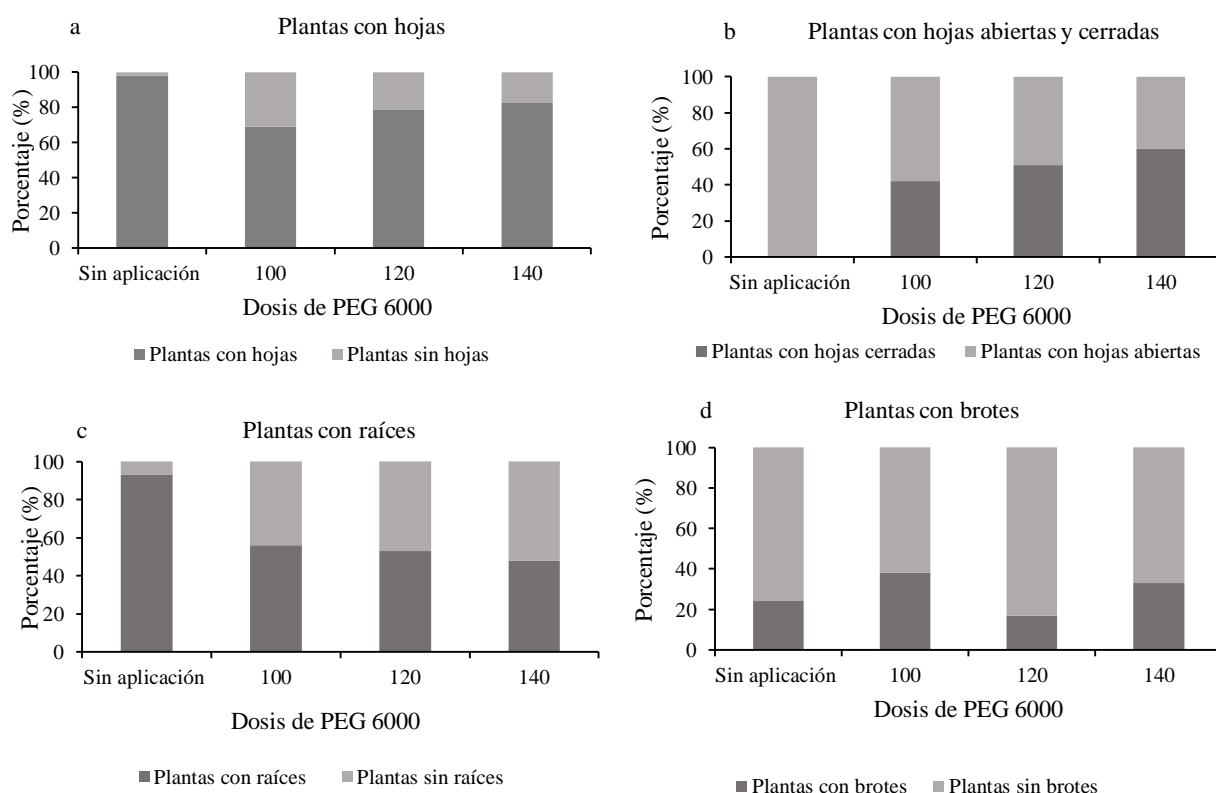 a
Plantas con hojas
Porcentaje (%)
100
80
60
40
20
0
Sin aplicación 100 120 140
Dosis de PEG 6000
Plantas con hojas Plantas sin hojas
b
Plantas con hojas abiertas y cerradas
Porcentaje (%)
100
80
60
40
20
0
Sin aplicación 100 120 140
Dosis de PEG 6000
Plantas con hojas cerradas Plantas con hojas abiertas
c
Plantas con raíces
Porcentaje (%)
100
80
60
40
20
0
Sin aplicación 100 120 140
Dosis de PEG 6000
Plantas con raíces Plantas sin raíces
d
Plantas con brotes
Porcentaje (%)
100
80
60
40
20
0
Sin aplicación 100 120 140
Dosis de PEG 6000
Plantas con brotes Plantas sin brotes